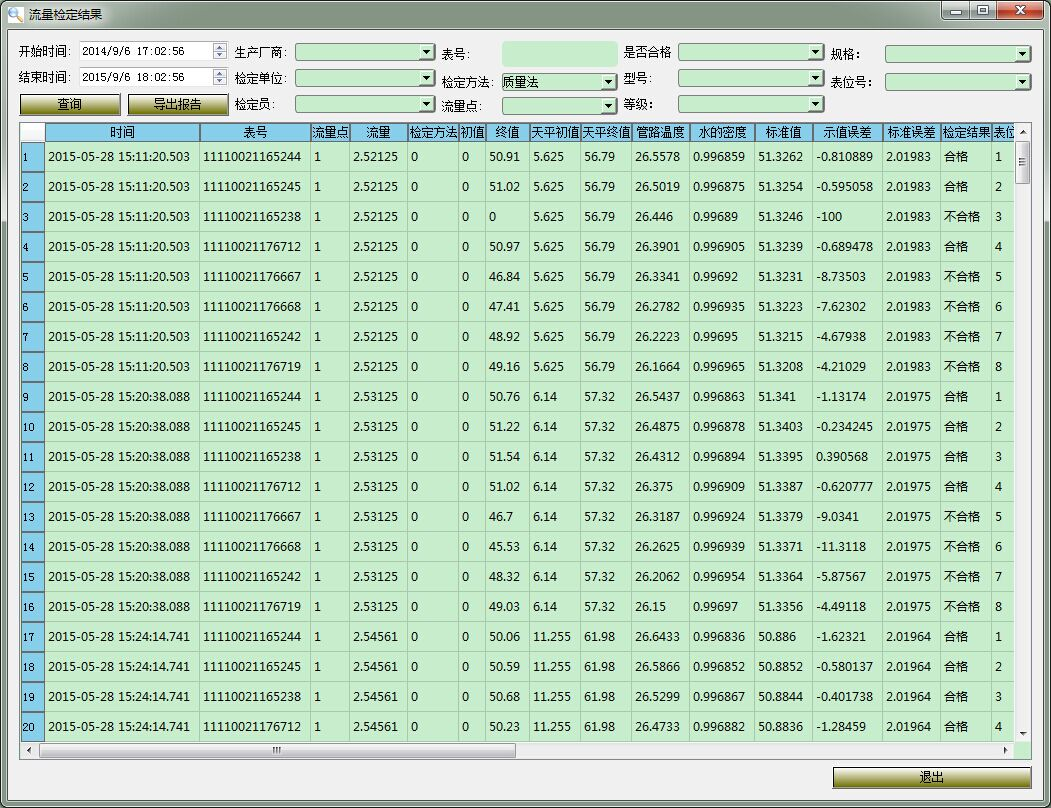 流量检定结果
开始时间: 2014/9/6 17:02:56 生产厂商: 表号: 是否合格 规格:
结束时间: 2015/9/6 18:02:56 检定单位: 检定方法: 质量法 型号: 表位号:
查询 导出报告 检定员: 流量点: 等级:
时间 表号 流量点 流量 检定方法 初值 终值 天平初值 天平终值 管路温度 水的密度 标准值 示值误差 标准误差 检定结果 表位
1 2015-05-28 15:11:20.503 11110021165244 1 2.52125 0 0 50.91 5.625 56.79 26.5578 0.996859 51.3262 -0.810889 2.01983 合格 1
2 2015-05-28 15:11:20.503 11110021165245 1 2.52125 0 0 51.02 5.625 56.79 26.5019 0.996875 51.3254 -0.595058 2.01983 合格 2
3 2015-05-28 15:11:20.503 11110021165238 1 2.52125 0 0 0 5.625 56.79 26.446 0.99689 51.3246 -100 2.01983 不合格 3
4 2015-05-28 15:11:20.503 11110021176712 1 2.52125 0 0 50.97 5.625 56.79 26.3901 0.996905 51.3239 -0.689478 2.01983 合格 4
5 2015-05-28 15:11:20.503 11110021176667 1 2.52125 0 0 46.84 5.625 56.79 26.3341 0.99692 51.3231 -8.73503 2.01983 不合格 5
6 2015-05-28 15:11:20.503 11110021176668 1 2.52125 0 0 47.41 5.625 56.79 26.2782 0.996935 51.3223 -7.62302 2.01983 不合格 6
7 2015-05-28 15:11:20.503 11110021165242 1 2.52125 0 0 48.92 5.625 56.79 26.2223 0.99695 51.3215 -4.67938 2.01983 不合格 7
8 2015-05-28 15:11:20.503 11110021176719 1 2.52125 0 0 49.16 5.625 56.79 26.1664 0.996965 51.3208 -4.21029 2.01983 不合格 8
9 2015-05-28 15:20:38.088 11110021165244 1 2.53125 0 0 50.76 6.14 57.32 26.5437 0.996863 51.341 -1.13174 2.01975 合格 1
10 2015-05-28 15:20:38.088 11110021165245 1 2.53125 0 0 51.22 6.14 57.32 26.4875 0.996878 51.3403 -0.234245 2.01975 合格 2
11 2015-05-28 15:20:38.088 11110021165238 1 2.53125 0 0 51.54 6.14 57.32 26.4312 0.996894 51.3395 0.390568 2.01975 合格 3
12 2015-05-28 15:20:38.088 11110021176712 1 2.53125 0 0 51.02 6.14 57.32 26.375 0.996909 51.3387 -0.620777 2.01975 合格 4
13 2015-05-28 15:20:38.088 11110021176667 1 2.53125 0 0 46.7 6.14 57.32 26.3187 0.996924 51.3379 -9.0341 2.01975 不合格 5
14 2015-05-28 15:20:38.088 11110021176668 1 2.53125 0 0 45.53 6.14 57.32 26.2625 0.996939 51.3371 -11.3118 2.01975 不合格 6
15 2015-05-28 15:20:38.088 11110021165242 1 2.53125 0 0 48.32 6.14 57.32 26.2062 0.996954 51.3364 -5.87567 2.01975 不合格 7
16 2015-05-28 15:20:38.088 11110021176719 1 2.53125 0 0 49.03 6.14 57.32 26.15 0.99697 51.3356 -4.49118 2.01975 不合格 8
17 2015-05-28 15:24:14.741 11110021165244 1 2.54561 0 0 50.06 11.255 61.98 26.6433 0.996836 50.886 -1.62321 2.01964 合格 1
18 2015-05-28 15:24:14.741 11110021165245 1 2.54561 0 0 50.59 11.255 61.98 26.5866 0.996852 50.8852 -0.580137 2.01964 合格 2
19 2015-05-28 15:24:14.741 11110021165238 1 2.54561 0 0 50.68 11.255 61.98 26.5299 0.996867 50.8844 -0.401738 2.01964 合格 3
20 2015-05-28 15:24:14.741 11110021176712 1 2.54561 0 0 50.23 11.255 61.98 26.4733 0.996882 50.8836 -1.28459 2.01964 合格 4
退出